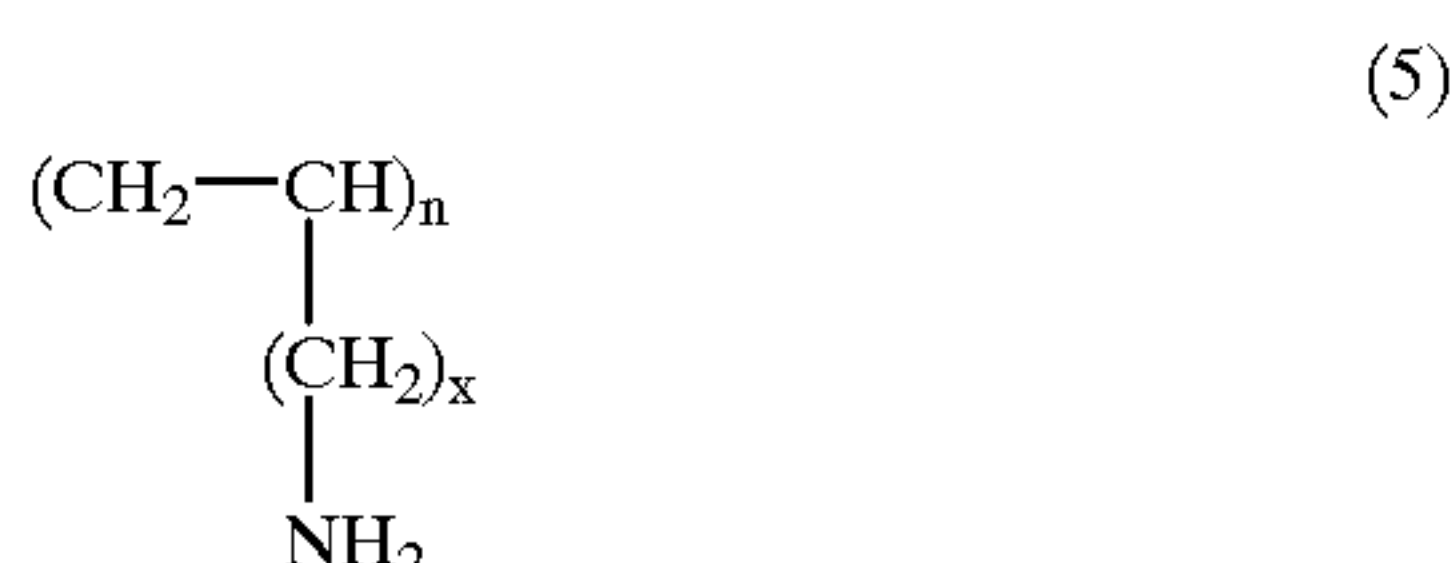 (5)
(CH₂—CH)ₙ
(CH₂)ₓ
NH₂